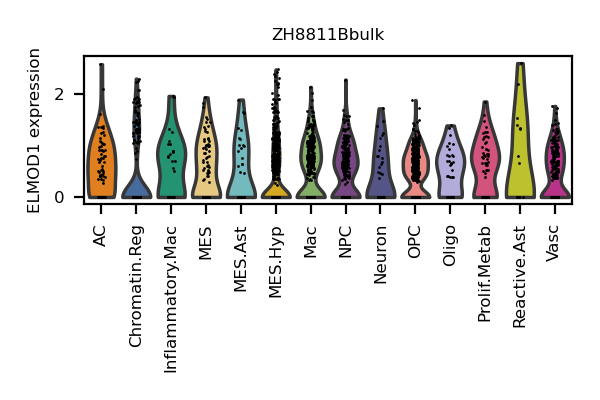 ZH8811Bbulk
ELMOD1 expression
2
0
AC
Chromatin.Reg
Inflammatory.Mac
MES
MES.Ast
MES.Hyp
Mac
NPC
Neuron
OPC
Oligo
Prolif.Metab
Reactive.Ast
Vasc